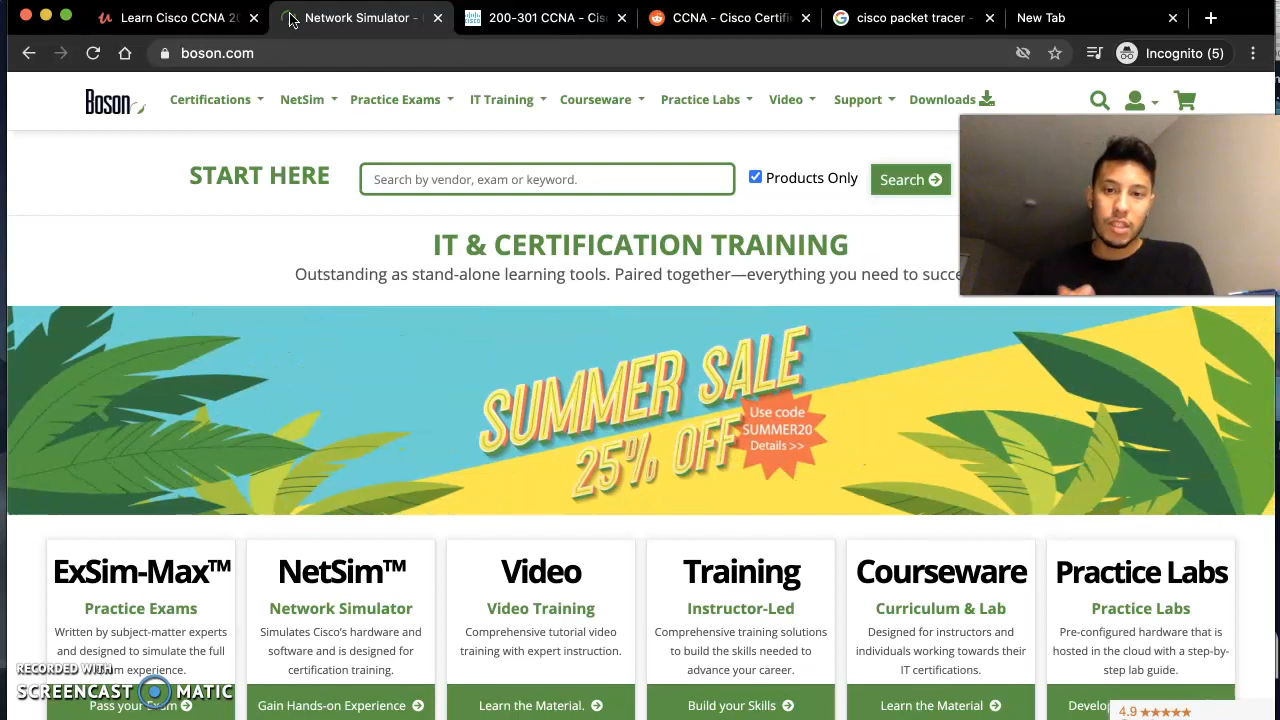 Learn Cisco CCNA 20
Network Simulator -
200-301 CCNA - Cis
CCNA - Cisco Certifi
cisco packet tracer -
New Tab
boson.com
Incognito (5)
Boson
Certifications
NetSim
Practice Exams
IT Training
Courseware
Practice Labs
Video
Support
Downloads
START HERE
Search by vendor, exam or keyword.
Products Only
Search
IT & CERTIFICATION TRAINING
Outstanding as stand-alone learning tools. Paired together—everything you need to succe
SUMMER SALE
25% OFF
Use code
SUMMER20
Details >>
ExSim-Max™
Practice Exams
Written by subject-matter experts
and designed to simulate the full
experience.
Pass your Exam
NetSim™
Network Simulator
Simulates Cisco's hardware and
software and is designed for
certification training.
Gain Hands-on Experience
Video
Video Training
Comprehensive tutorial video
training with expert instruction.
Learn the Material.
Training
Instructor-Led
Comprehensive training solutions
to build the skills needed to
advance your career.
Build your Skills
Courseware
Curriculum & Lab
Designed for instructors and
individuals working towards their
IT certifications.
Learn the Material
Practice Labs
Practice Labs
Pre-configured hardware that is
hosted in the cloud with a step-by-
step lab guide.
Develop
4.9
RECORDED WITH
SCREENCAST MATIC